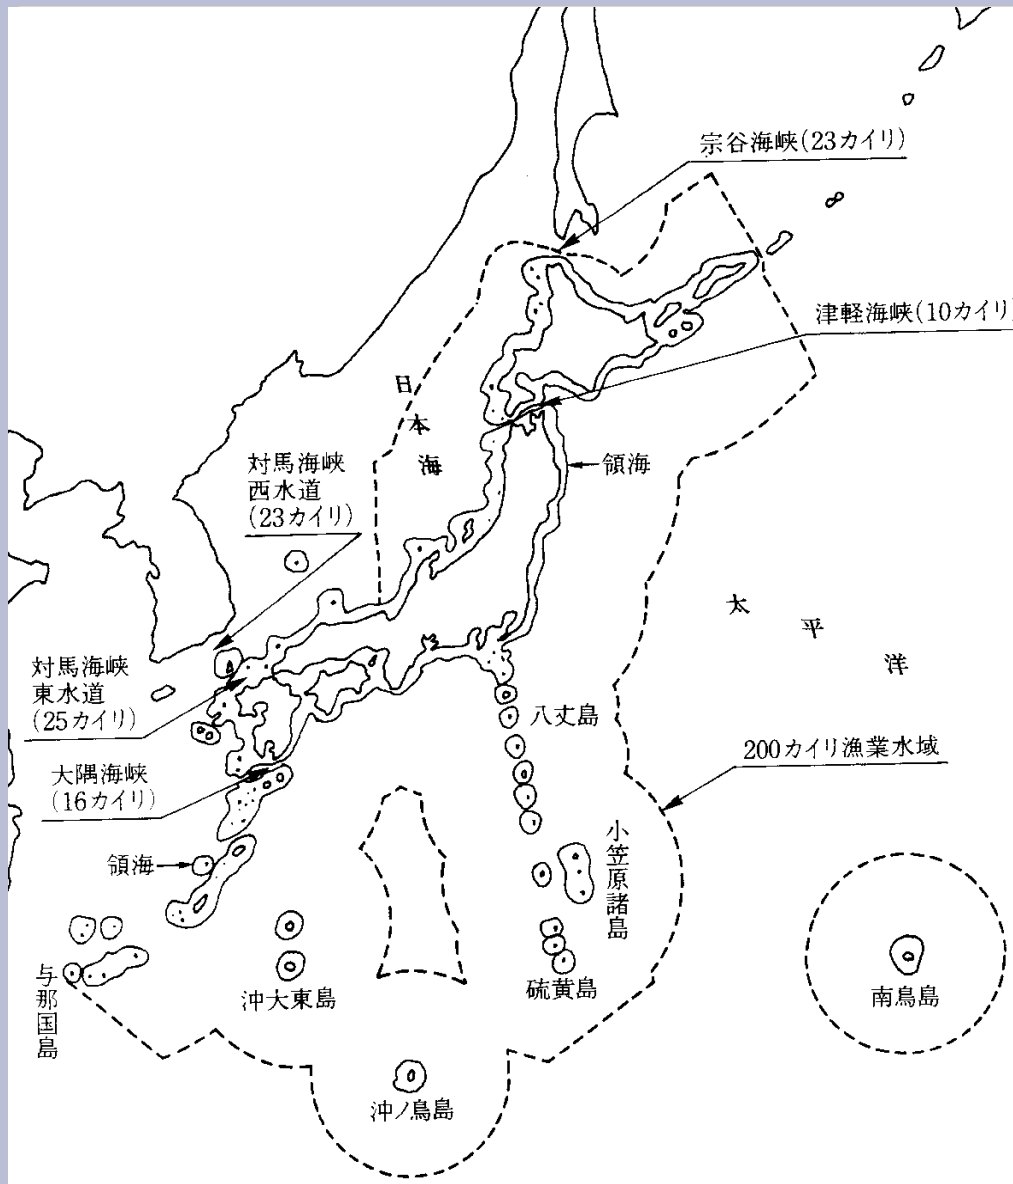 宗谷海峡(23カイリ)
津軽海峡(10カイリ)
日本海
領海
対馬海峡
西水道
(23カイリ)
太平洋
対馬海峡
東水道
(25カイリ)
八丈島
200カイリ漁業水域
大隅海峡
(16カイリ)
小笠原諸島
領海
与那国島
沖大東島
硫黄島
南鳥島
沖ノ鳥島